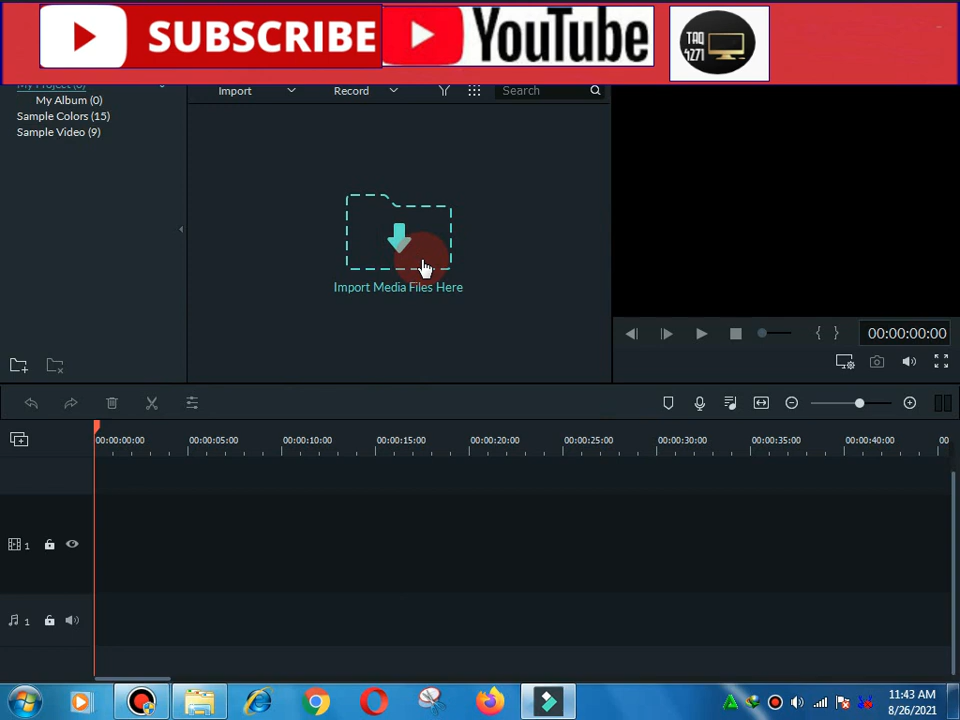 SUBSCRIBE YouTube TAQ
4271
My Project (0)
Import Record Search
My Album (0)
Sample Colors (15)
Sample Video (9)
Import Media Files Here
{ } 00:00:00:00
00:00:00:00 00:00:05:00 00:00:10:00 00:00:15:00 00:00:20:00 00:00:25:00 00:00:30:00 00:00:35:00 00:00:40:00 00
1
1
11:43 AM
8/26/2021